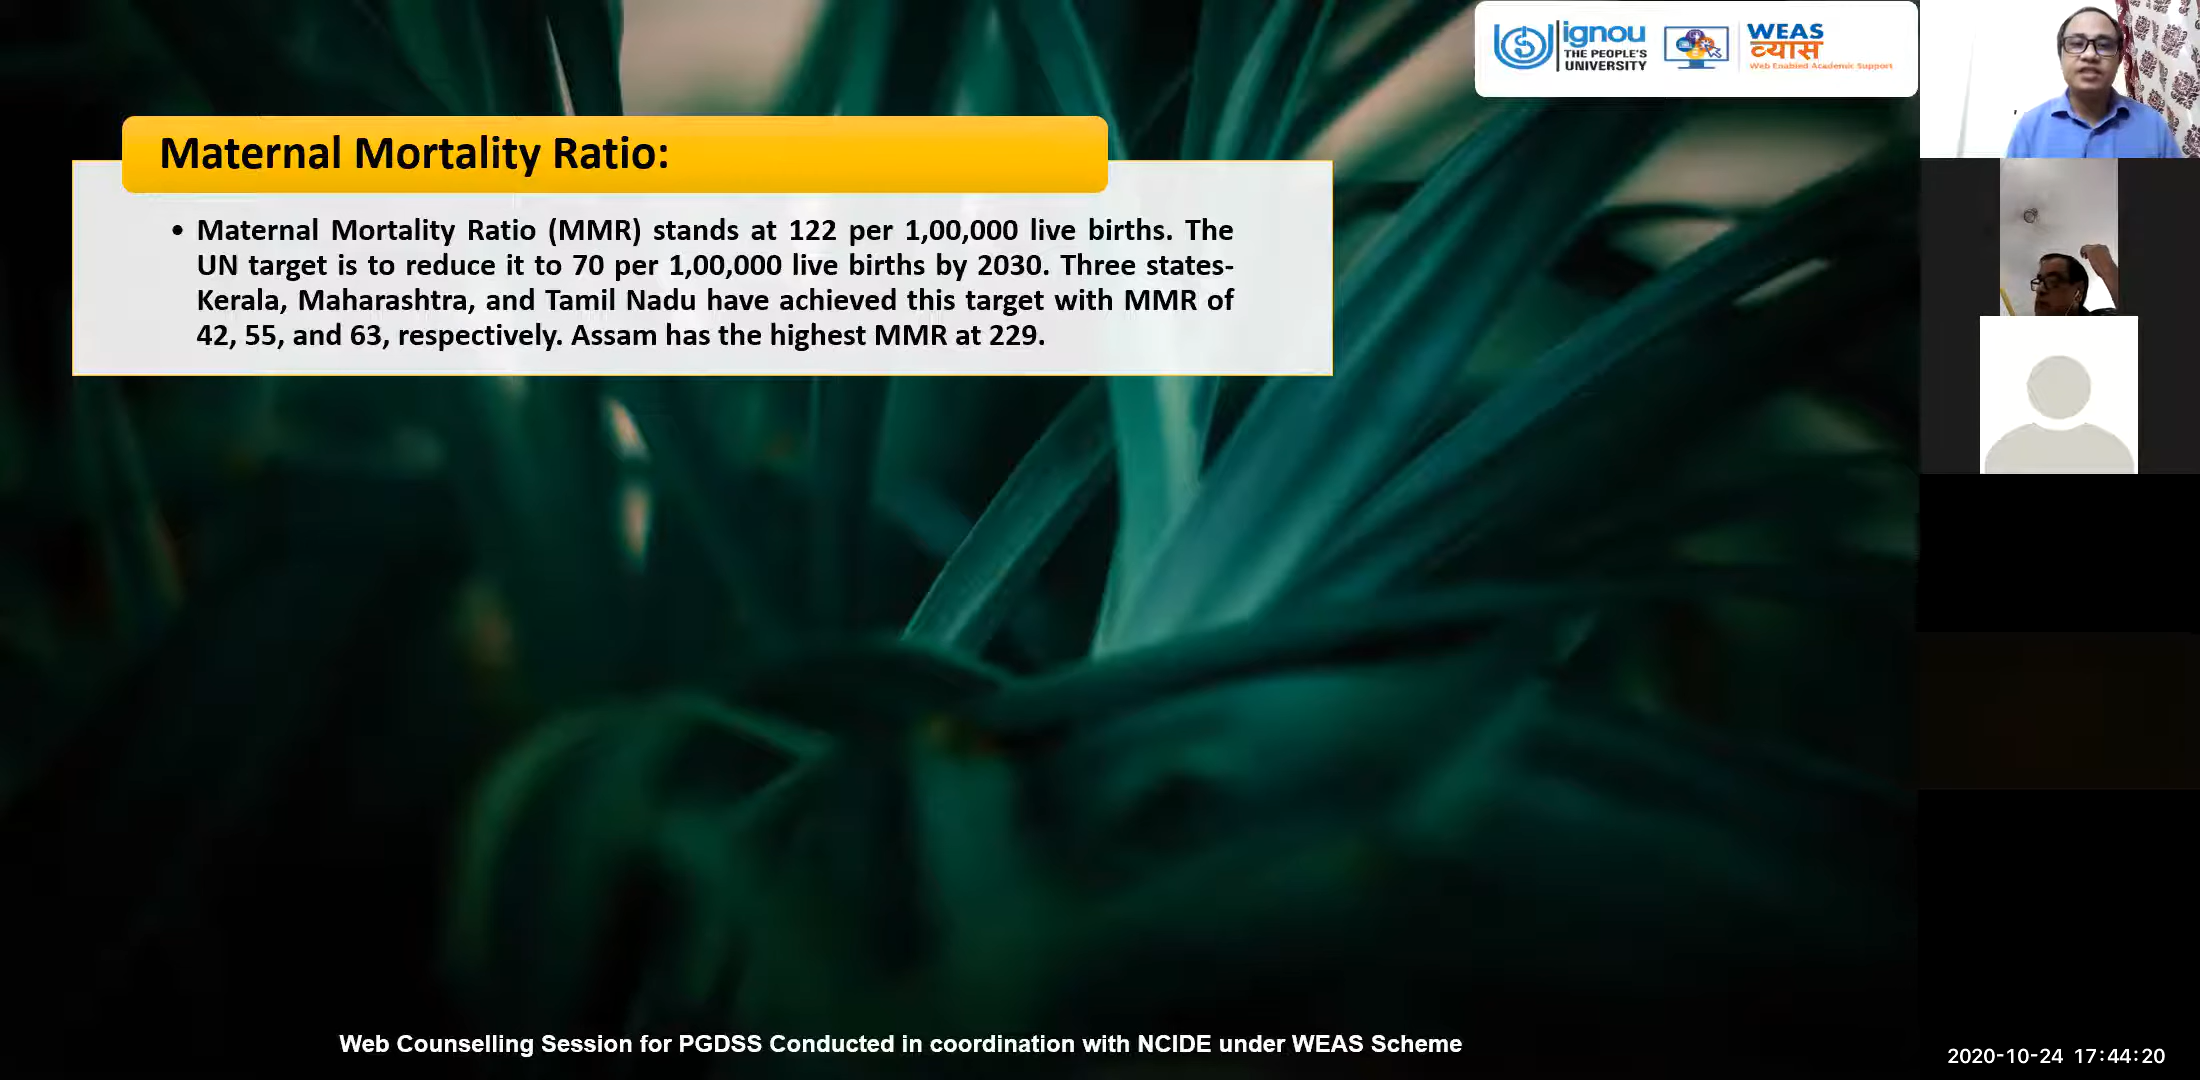 ignou
THE PEOPLE'S
UNIVERSITY
WEAS
व्यास
Web Enabled Academic Support
Maternal Mortality Ratio:
• Maternal Mortality Ratio (MMR) stands at 122 per 1,00,000 live births. The
UN target is to reduce it to 70 per 1,00,000 live births by 2030. Three states-
Kerala, Maharashtra, and Tamil Nadu have achieved this target with MMR of
42, 55, and 63, respectively. Assam has the highest MMR at 229.
Web Counselling Session for PGDSS Conducted in coordination with NCIDE under WEAS Scheme
2020-10-24 17:44:20